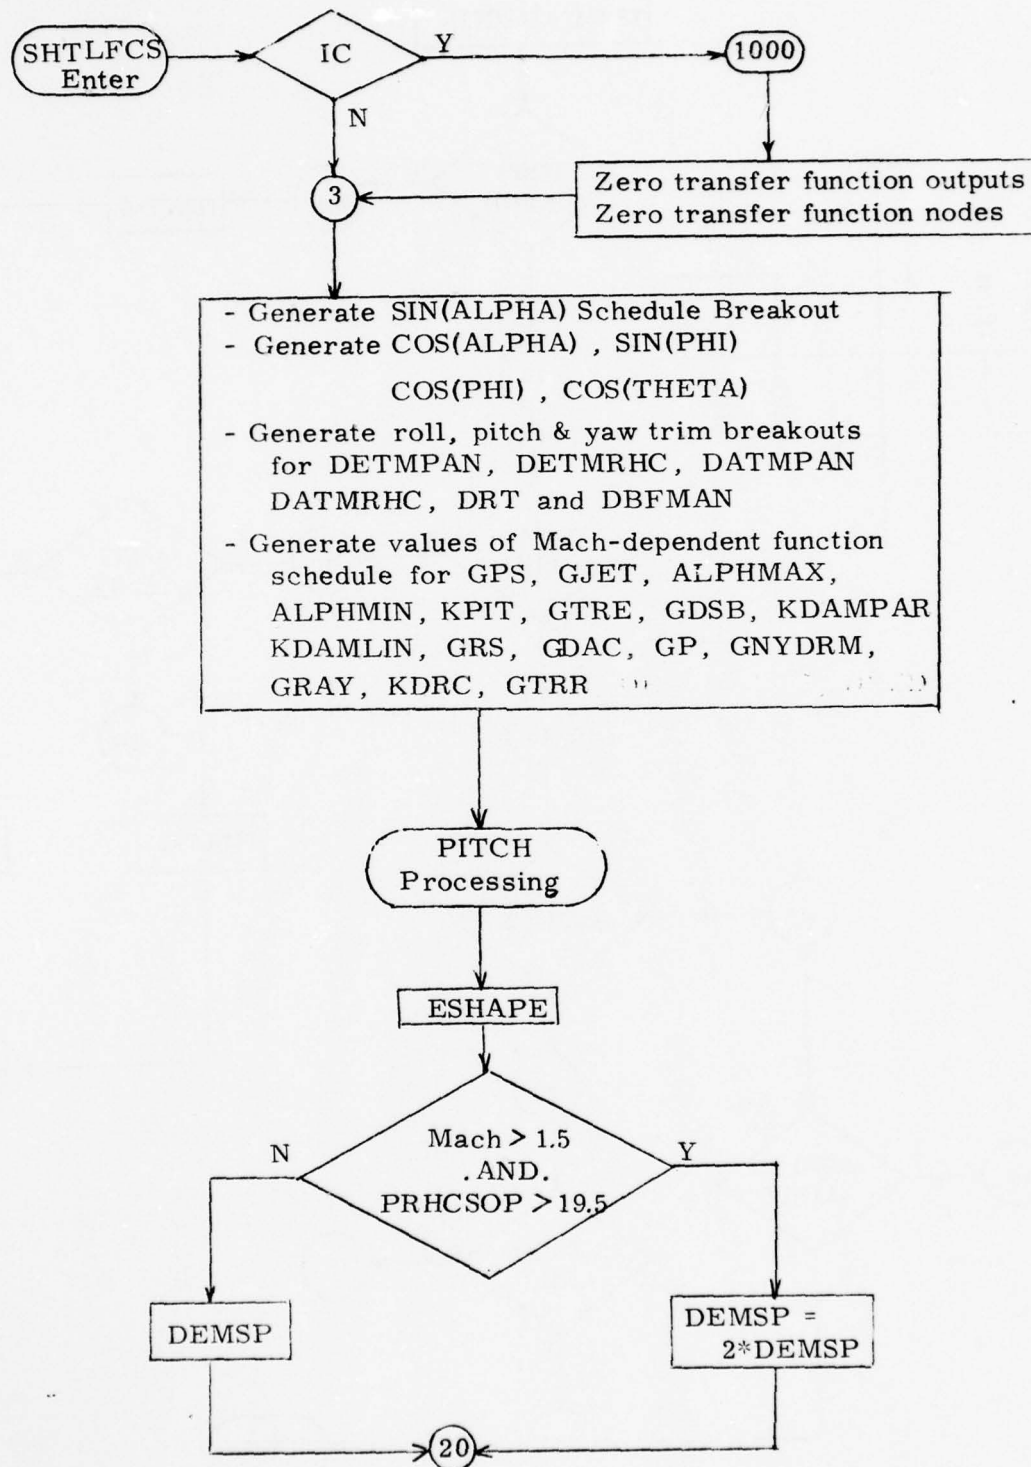 SHTLFCS
Enter
IC
Y
1000
N
Zero transfer function outputs
Zero transfer function nodes
3
- Generate SIN(ALPHA) Schedule Breakout
- Generate COS(ALPHA) , SIN(PHI)
COS(PHI) , COS(THETA)
- Generate roll, pitch & yaw trim breakouts
for DETMPAN, DETMRHC, DATMPAN
DATMRHC, DRT and DBFMAN
- Generate values of Mach-dependent function
schedule for GPS, GJET, ALPHMAX,
ALPHMIN, KPIT, GTRE, GDSB, KDAMPAR
KDAMLIN, GRS, GDAC, GP, GNYDRM,
GRAY, KDRC, GTRR
PITCH
Processing
ESHAPE
Mach > 1.5
.AND.
PRHCSOP > 19.5
N
Y
DEMSP
DEMSP =
2*DEMSP
20